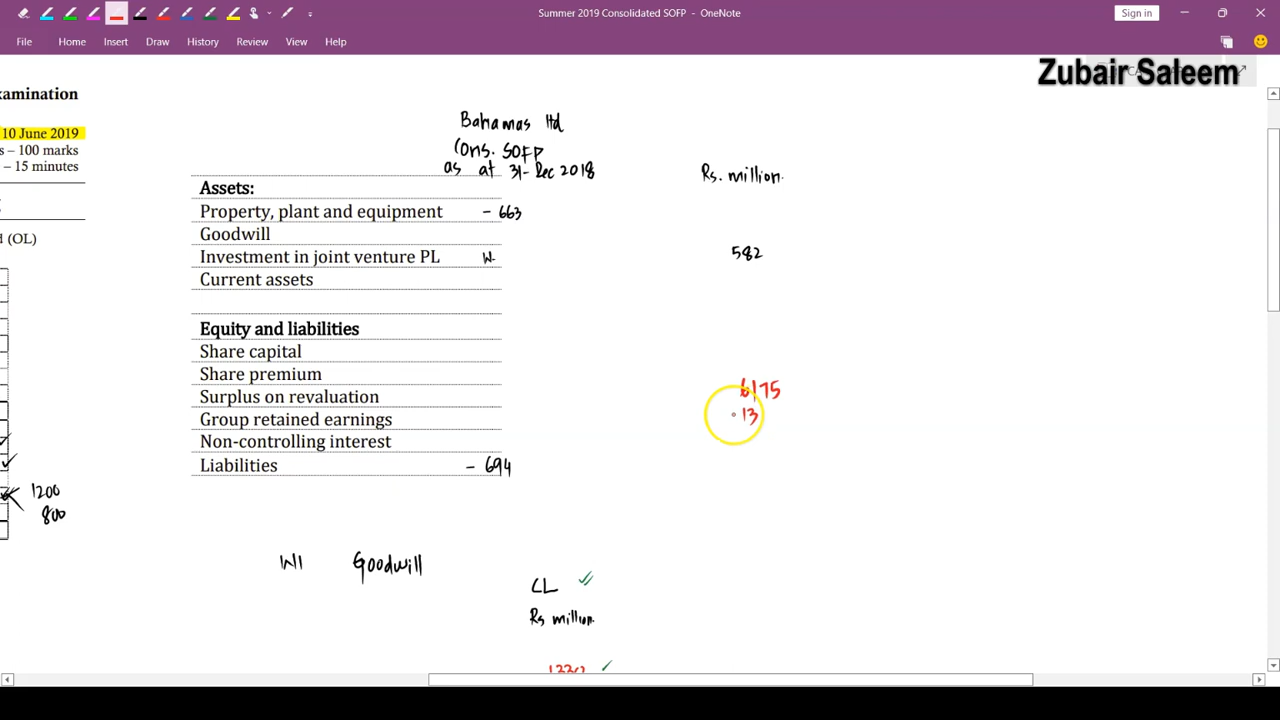 Summer 2019 Consolidated SOFP - OneNote
Sign in
File Home Insert Draw History Review View Help
Zubair Saleem
xamination
10 June 2019
s – 100 marks
– 15 minutes
d (OL)
Bahamas ltd
Cons. SOFP
as at 31-Dec 2018
Rs. million.
Assets:
Property, plant and equipment - 663
Goodwill 582
Investment in joint venture PL W.
Current assets
Equity and liabilities
Share capital
Share premium
Surplus on revaluation 6175
Group retained earnings 13
Non-controlling interest
Liabilities - 694
1200
800
W1 Goodwill
CL
Rs million.